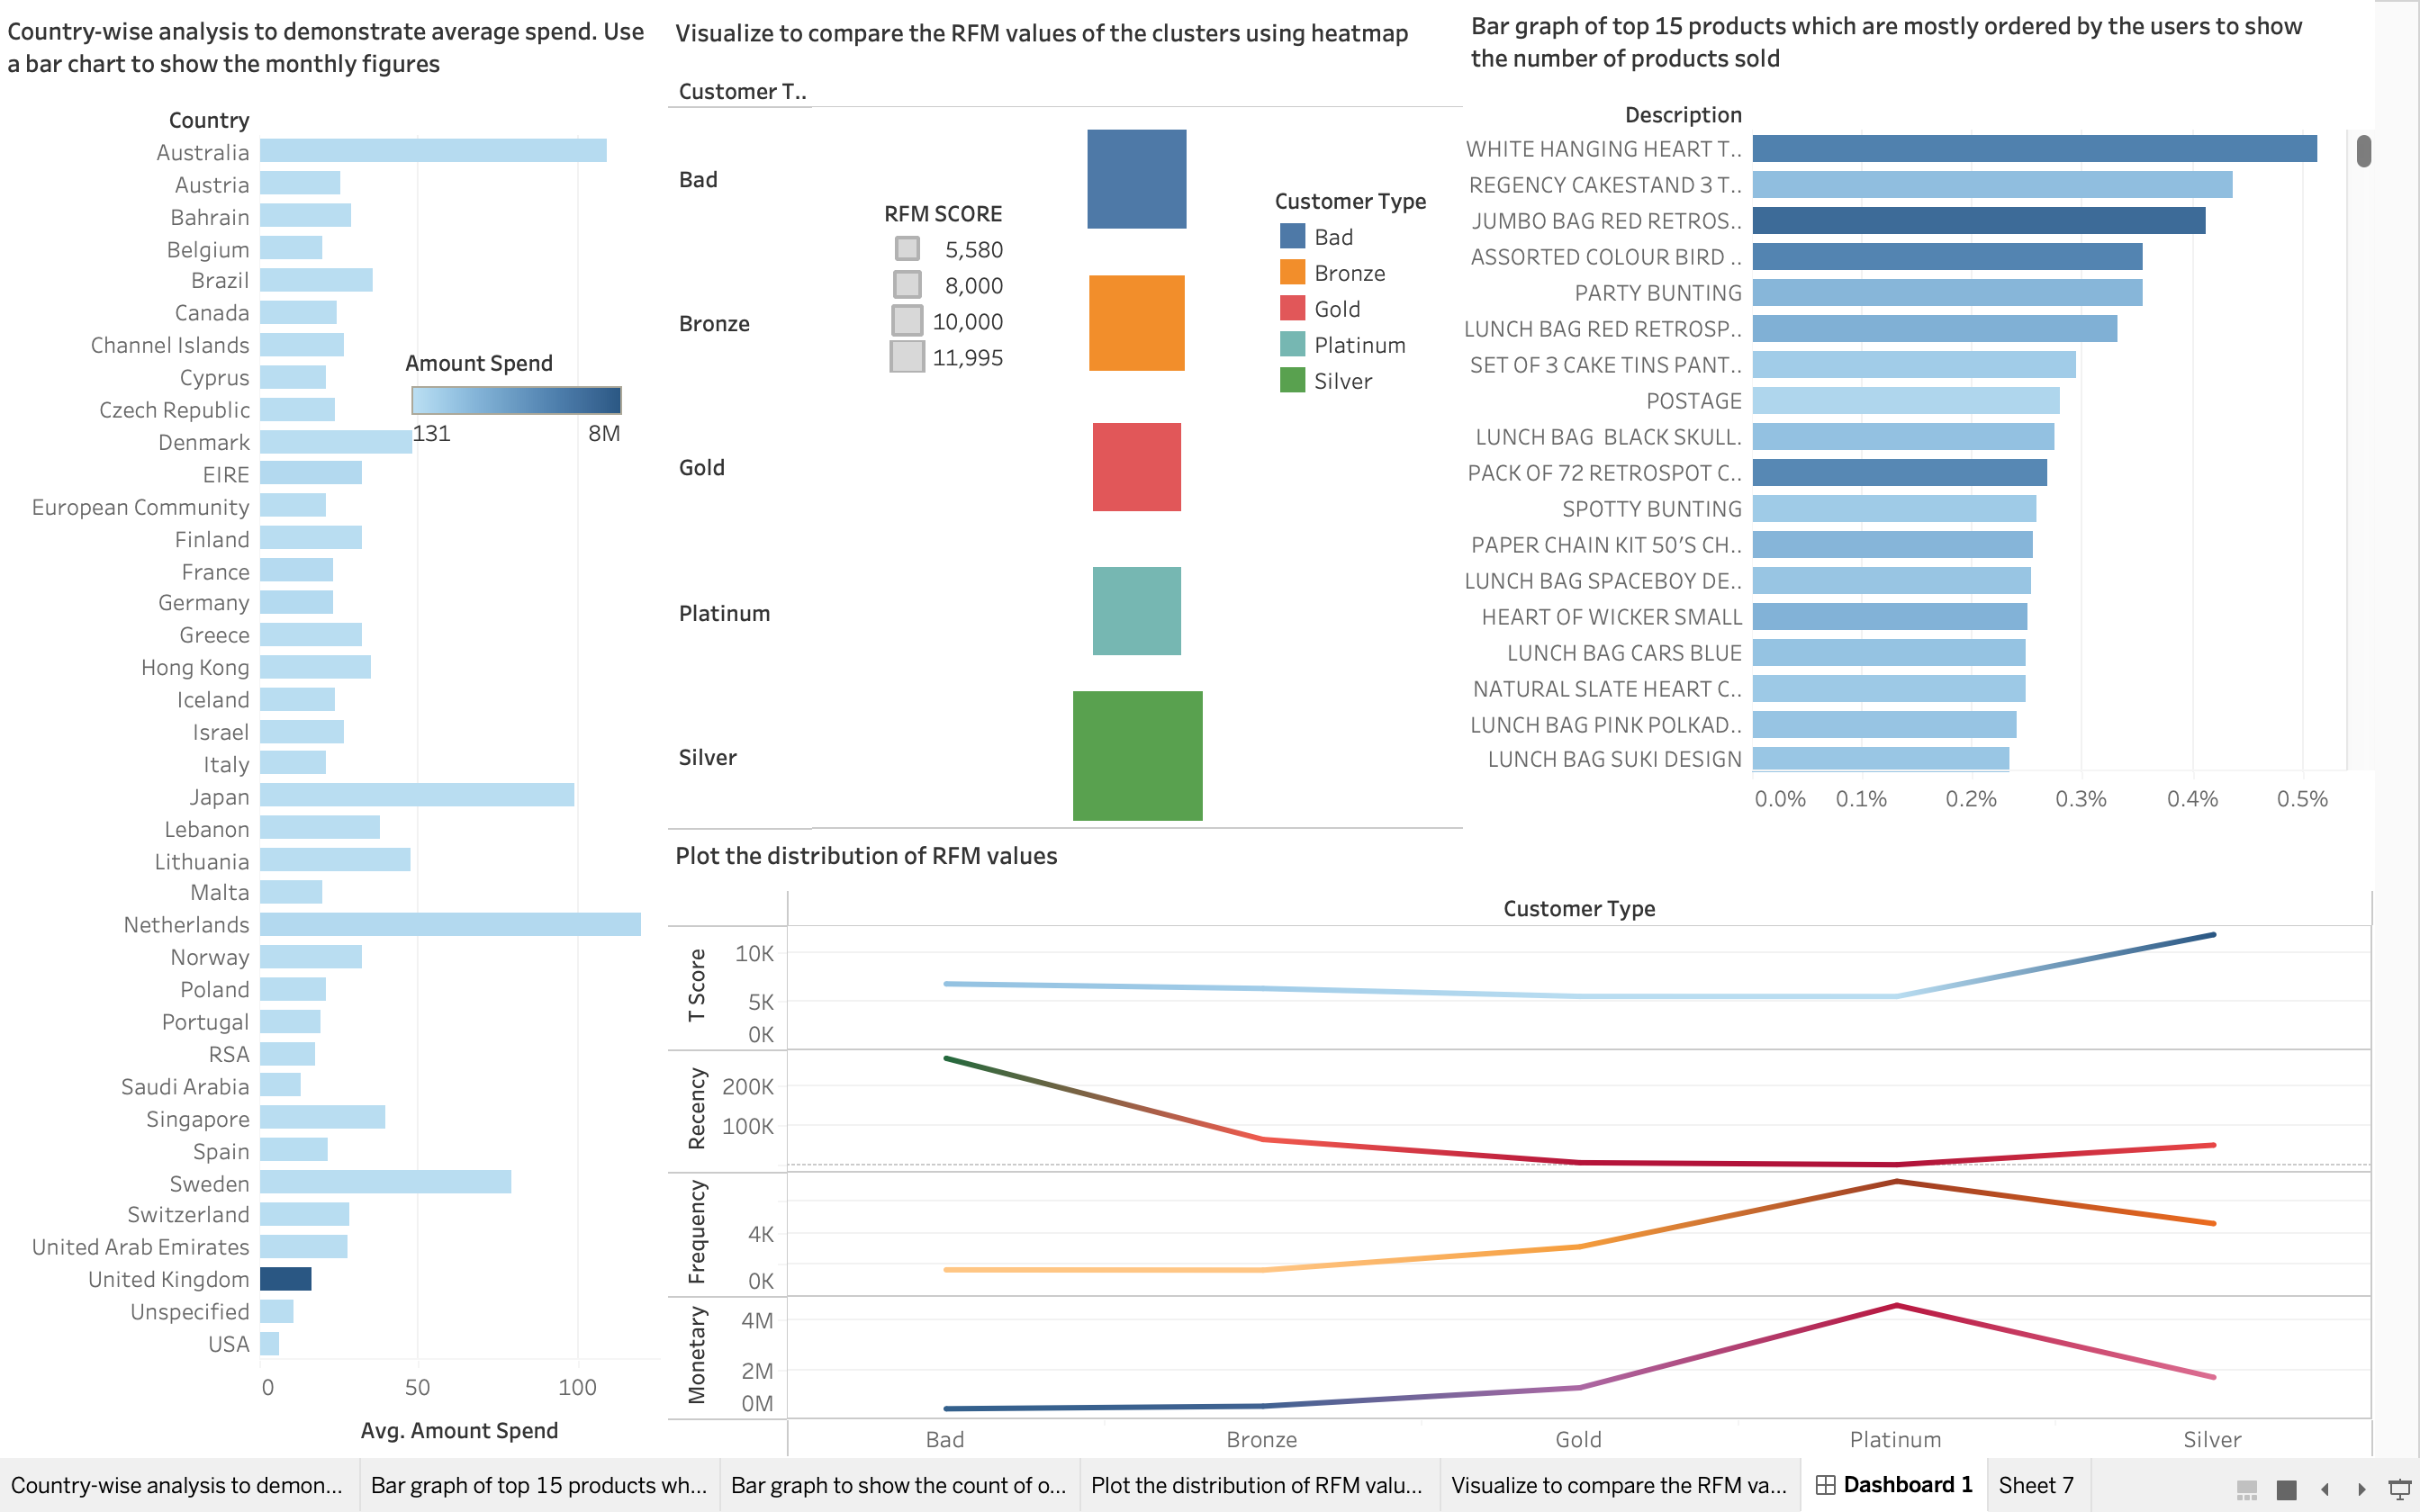 Country-wise analysis to demonstrate average spend. Use
a bar chart to show the monthly figures
Country
Australia
Austria
Bahrain
Belgium
Brazil
Canada
Channel Islands
Cyprus
Czech Republic
Denmark
EIRE
European Community
Finland
France
Germany
Greece
Hong Kong
Iceland
Israel
Italy
Japan
Lebanon
Lithuania
Malta
Netherlands
Norway
Poland
Portugal
RSA
Saudi Arabia
Singapore
Spain
Sweden
Switzerland
United Arab Emirates
United Kingdom
Unspecified
USA
0 50 100
Avg. Amount Spend
Amount Spend
131 8M
Visualize to compare the RFM values of the clusters using heatmap
Customer T..
Bad
Bronze
Gold
Platinum
Silver
RFM SCORE
5,580
8,000
10,000
11,995
Customer Type
Bad
Bronze
Gold
Platinum
Silver
Bar graph of top 15 products which are mostly ordered by the users to show
the number of products sold
Description
WHITE HANGING HEART T..
REGENCY CAKESTAND 3 T..
JUMBO BAG RED RETROS..
ASSORTED COLOUR BIRD ..
PARTY BUNTING
LUNCH BAG RED RETROSP..
SET OF 3 CAKE TINS PANT..
POSTAGE
LUNCH BAG  BLACK SKULL.
PACK OF 72 RETROSPOT C..
SPOTTY BUNTING
PAPER CHAIN KIT 50'S CH..
LUNCH BAG SPACEBOY DE..
HEART OF WICKER SMALL
LUNCH BAG CARS BLUE
NATURAL SLATE HEART C..
LUNCH BAG PINK POLKAD..
LUNCH BAG SUKI DESIGN
0.0% 0.1% 0.2% 0.3% 0.4% 0.5%
Plot the distribution of RFM values
Customer Type
T Score
10K
5K
0K
Recency
200K
100K
Frequency
4K
0K
Monetary
4M
2M
0M
Bad Bronze Gold Platinum Silver
Country-wise analysis to demon... Bar graph of top 15 products wh... Bar graph to show the count of o... Plot the distribution of RFM valu... Visualize to compare the RFM va... Dashboard 1 Sheet 7